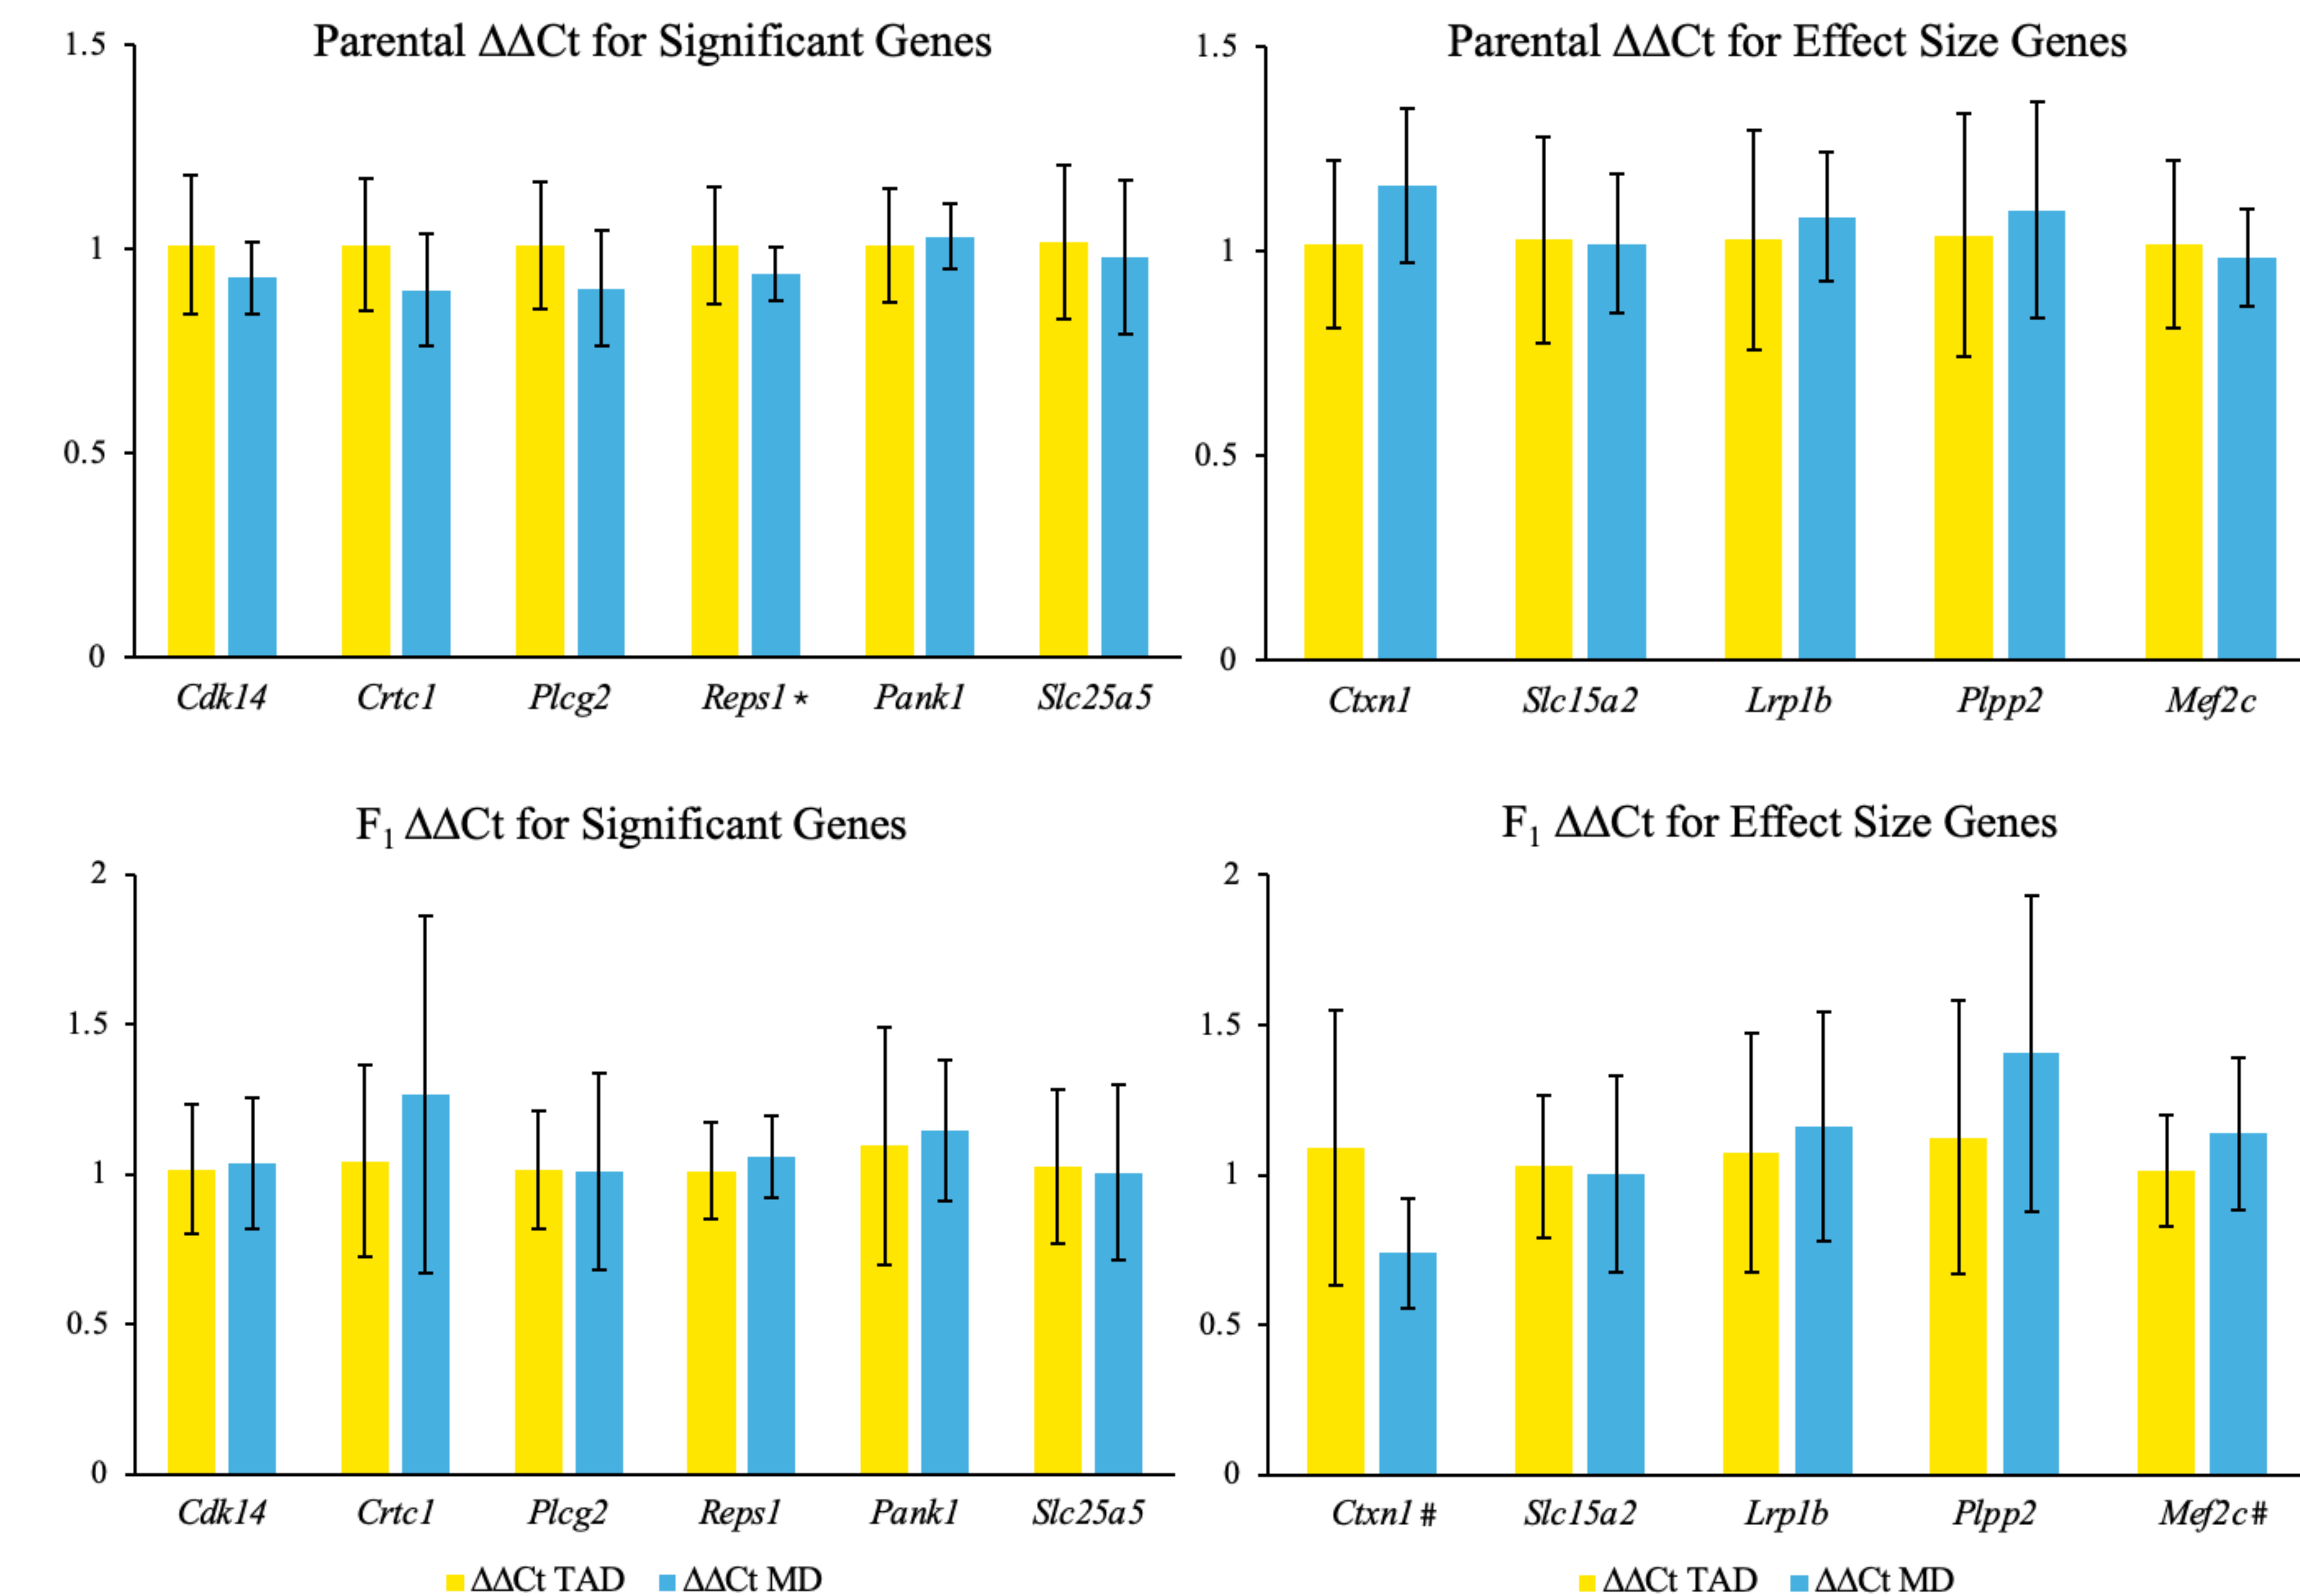 Parental ΔΔCt for Significant Genes
1.5
1
0.5
0
Cdk14 Crtc1 Plcg2 Reps1 * Pank1 Slc25a5
Parental ΔΔCt for Effect Size Genes
1.5
1
0.5
0
Ctxn1 Slc15a2 Lrp1b Plpp2 Mef2c
F₁ ΔΔCt for Significant Genes
2
1.5
1
0.5
0
Cdk14 Crtc1 Plcg2 Reps1 Pank1 Slc25a5
ΔΔCt TAD ΔΔCt MD
F₁ ΔΔCt for Effect Size Genes
2
1.5
1
0.5
0
Ctxn1 # Slc15a2 Lrp1b Plpp2 Mef2c#
ΔΔCt TAD ΔΔCt MD